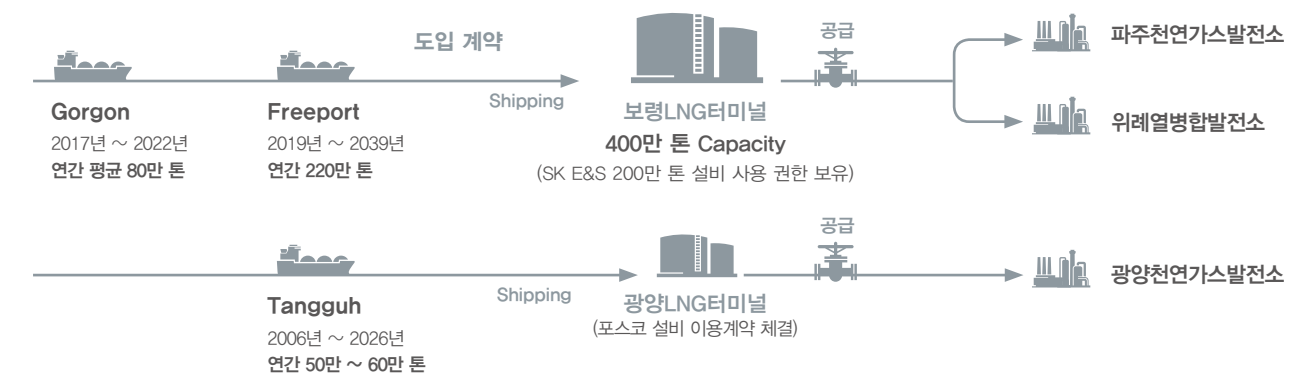 도입 계약
Shipping
Gorgon
2017년 ~ 2022년
연간 평균 80만 톤
Freeport
2019년 ~ 2039년
연간 220만 톤
보령LNG터미널
400만 톤 Capacity
(SK E&S 200만 톤 설비 사용 권한 보유)
공급
파주천연가스발전소
위례열병합발전소
Tangguh
2006년 ~ 2026년
연간 50만 ~ 60만 톤
Shipping
광양LNG터미널
(포스코 설비 이용계약 체결)
공급
광양천연가스발전소